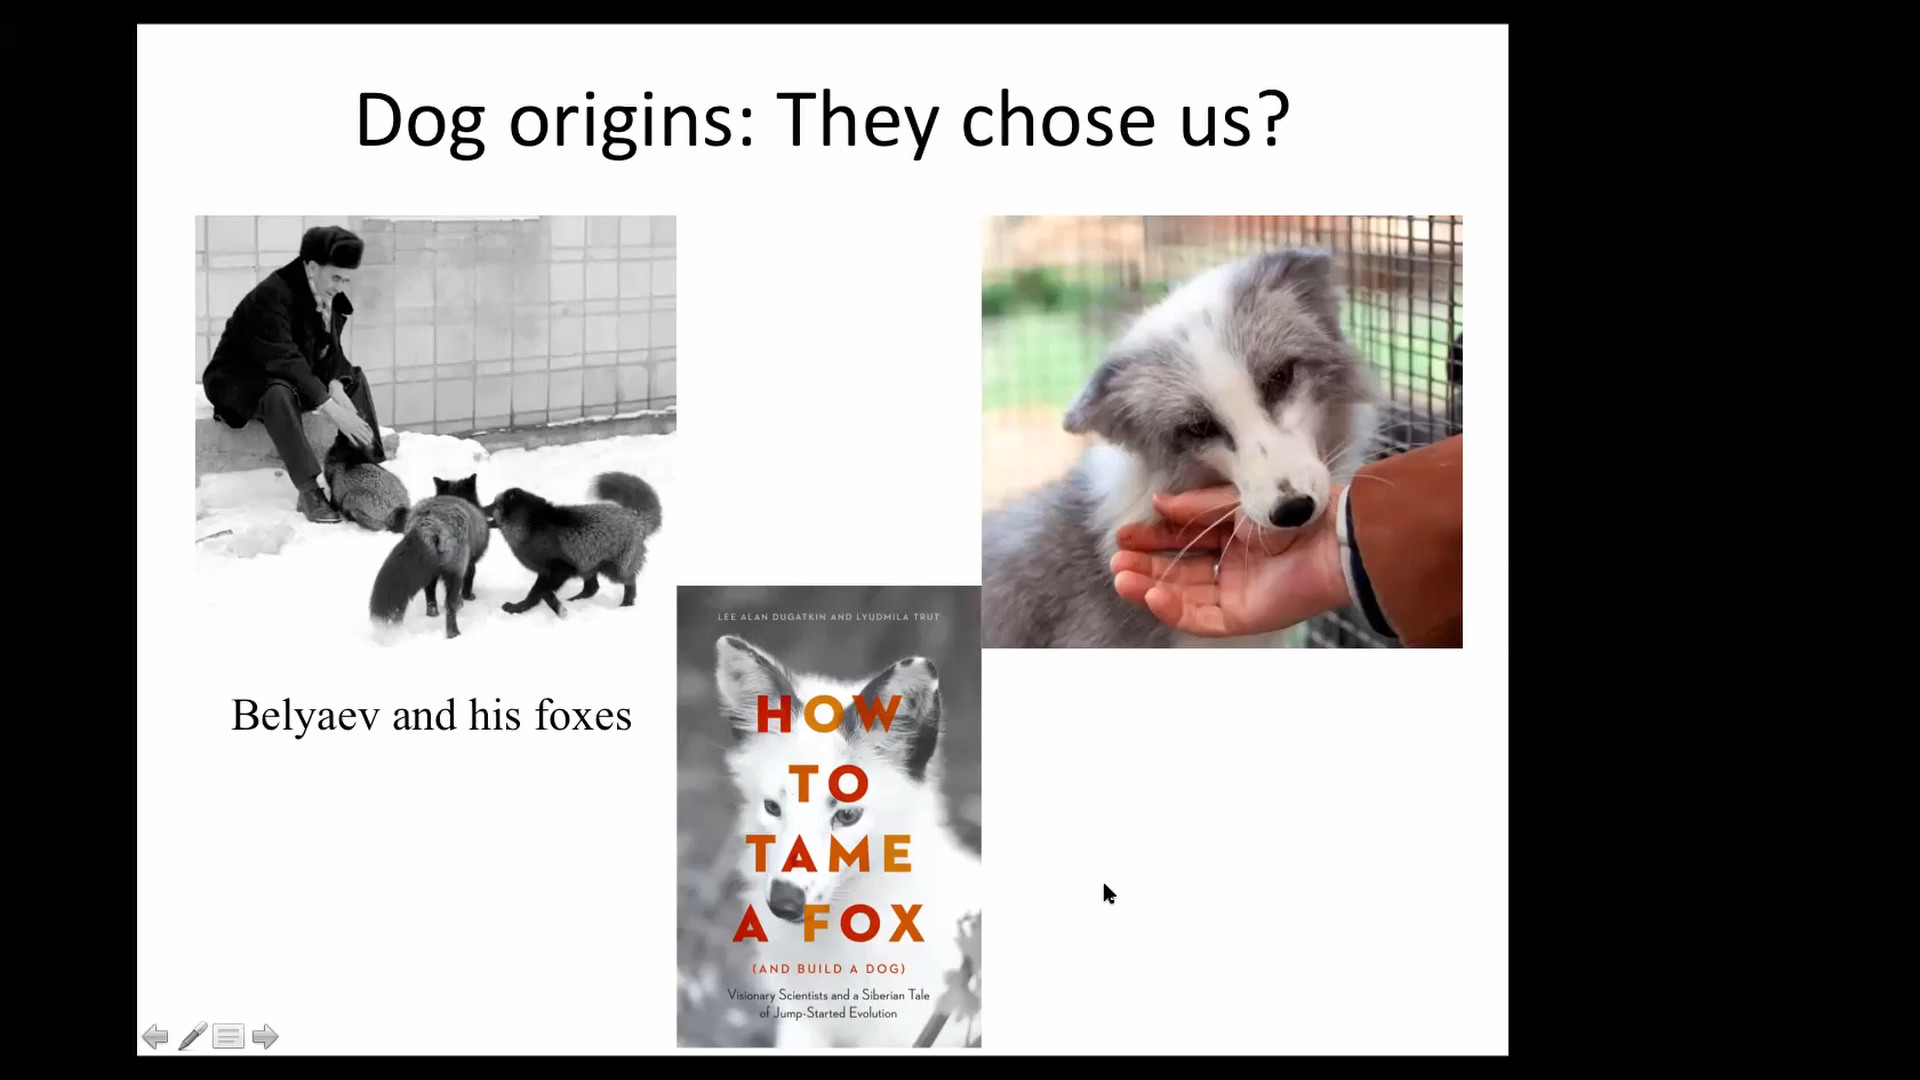 Dog origins: They chose us?
Belyaev and his foxes
LEE ALAN DUGATKIN AND LYUDMILA TRUT
HOW
TO
TAME
A FOX
(AND BUILD A DOG)
Visionary Scientists and a Siberian Tale
of Jump-Started Evolution